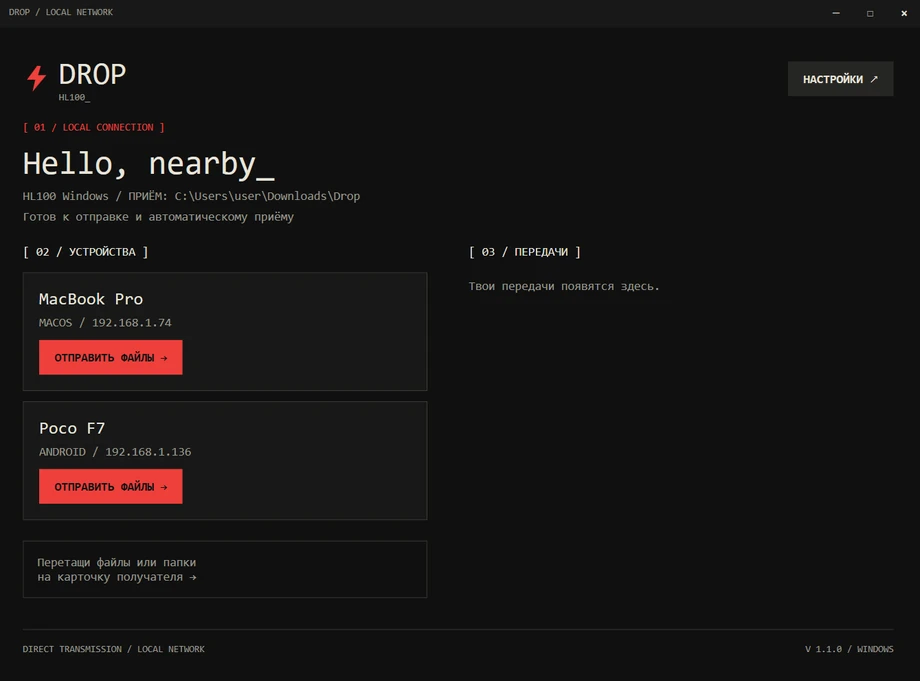 DROP / LOCAL NETWORK
DROP
HL100_
НАСТРОЙКИ ↗
[ 01 / LOCAL CONNECTION ]
Hello, nearby_
HL100 Windows / ПРИЁМ: C:\Users\user\Downloads\Drop
Готов к отправке и автоматическому приёму
[ 02 / УСТРОЙСТВА ]
MacBook Pro
MACOS / 192.168.1.74
ОТПРАВИТЬ ФАЙЛЫ →
Poco F7
ANDROID / 192.168.1.136
ОТПРАВИТЬ ФАЙЛЫ →
Перетащи файлы или папки
на карточку получателя →
[ 03 / ПЕРЕДАЧИ ]
Твои передачи появятся здесь.
DIRECT TRANSMISSION / LOCAL NETWORK
V 1.1.0 / WINDOWS